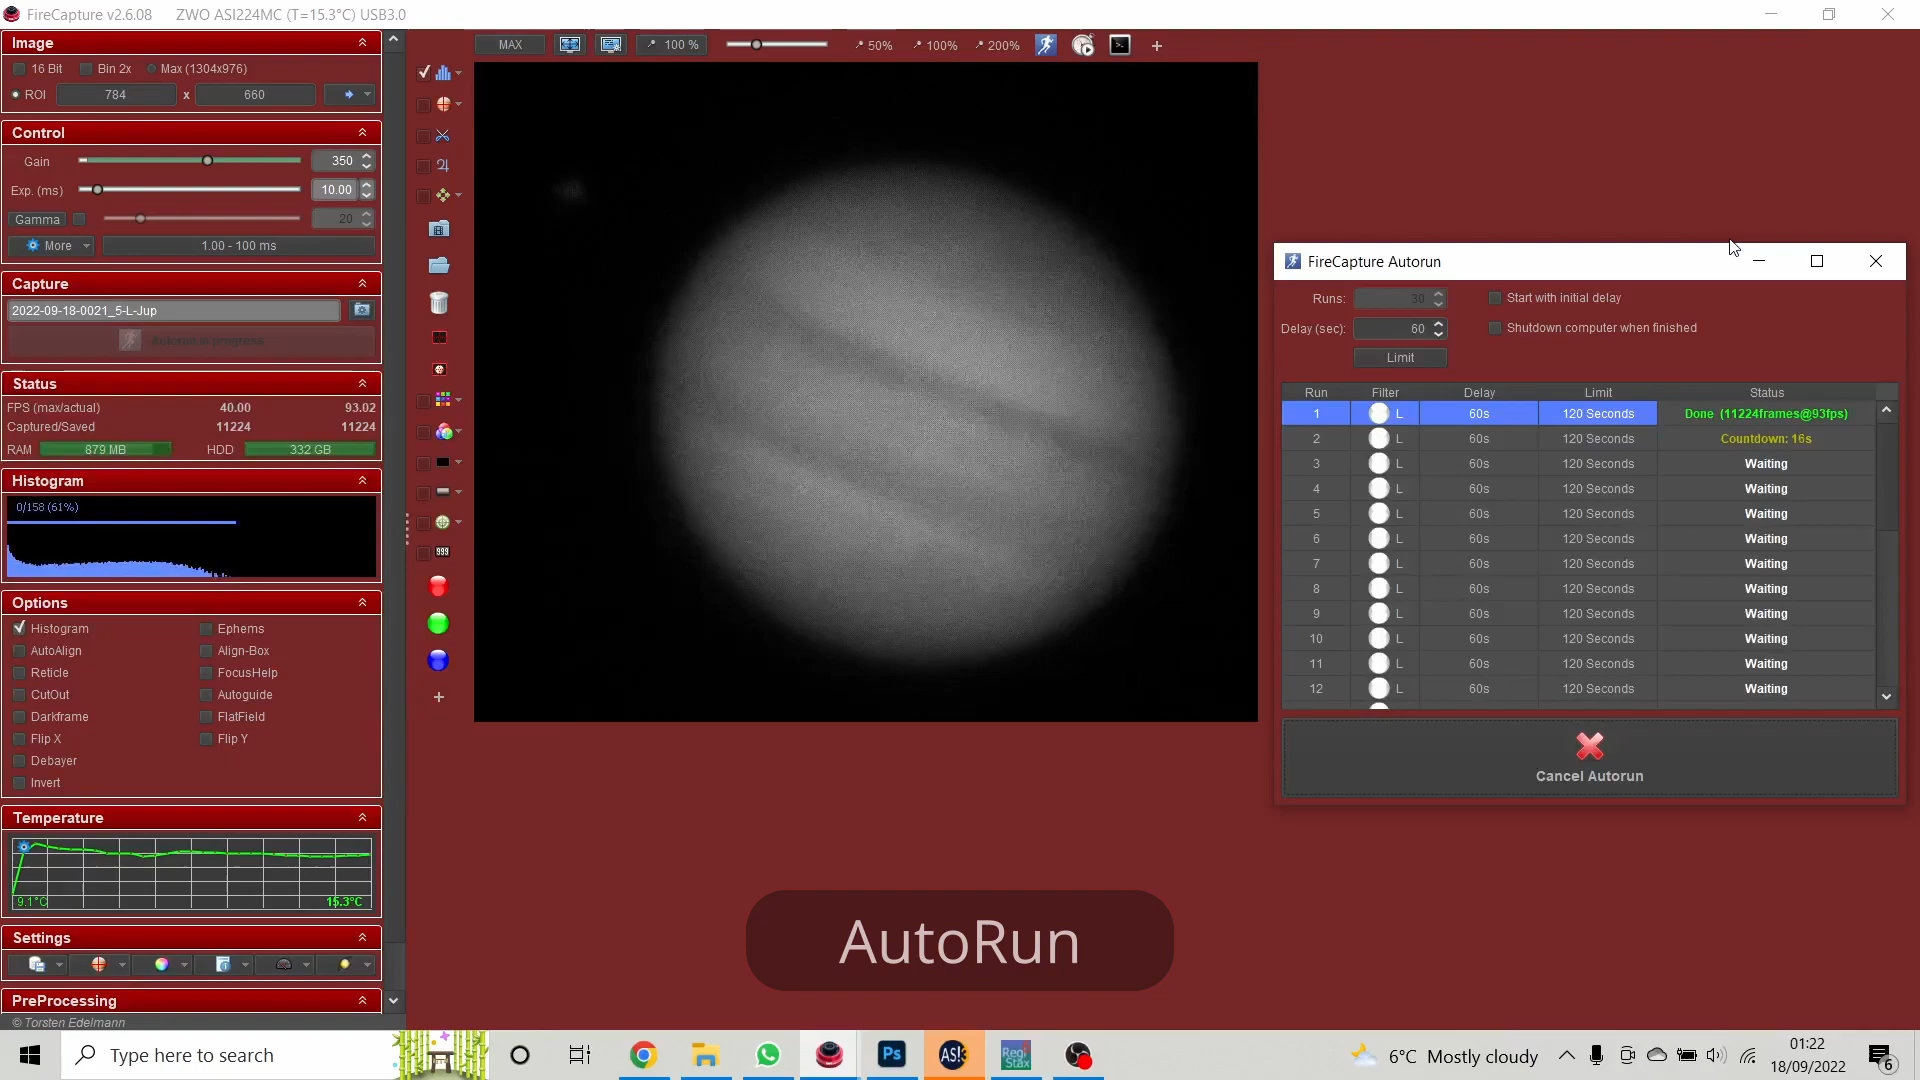 FireCapture v2.6.08 ZWO ASI224MC (T=15.3°C) USB3.0
Image
16 Bit Bin 2x Max (1304x976)
ROI 784 x 660
Control
Gain 350
Exp. (ms) 10.00
Gamma 20
More 1.00 - 100 ms
Capture
2022-09-18-0021_5-L-Jup
Autorun in progress
Status
FPS (max/actual) 40.00 93.02
Captured/Saved 11224 11224
RAM 879 MB HDD 332 GB
Histogram
0/158 (61%)
Options
Histogram Ephems
AutoAlign Align-Box
Reticle FocusHelp
CutOut Autoguide
Darkframe FlatField
Flip X Flip Y
Debayer
Invert
Temperature
9.1°C 15.3°C
Settings
PreProcessing
© Torsten Edelmann
MAX 100 % 50% 100% 200%
999
FireCapture Autorun
Runs: 30 Start with initial delay
Delay (sec): 60 Shutdown computer when finished
Limit
Run Filter Delay Limit Status
1 L 60s 120 Seconds Done (11224frames@93fps)
2 L 60s 120 Seconds Countdown: 16s
3 L 60s 120 Seconds Waiting
4 L 60s 120 Seconds Waiting
5 L 60s 120 Seconds Waiting
6 L 60s 120 Seconds Waiting
7 L 60s 120 Seconds Waiting
8 L 60s 120 Seconds Waiting
9 L 60s 120 Seconds Waiting
10 L 60s 120 Seconds Waiting
11 L 60s 120 Seconds Waiting
12 L 60s 120 Seconds Waiting
Cancel Autorun
AutoRun
Type here to search
Ps
Regi
Stax
6°C Mostly cloudy
01:22
18/09/2022
6